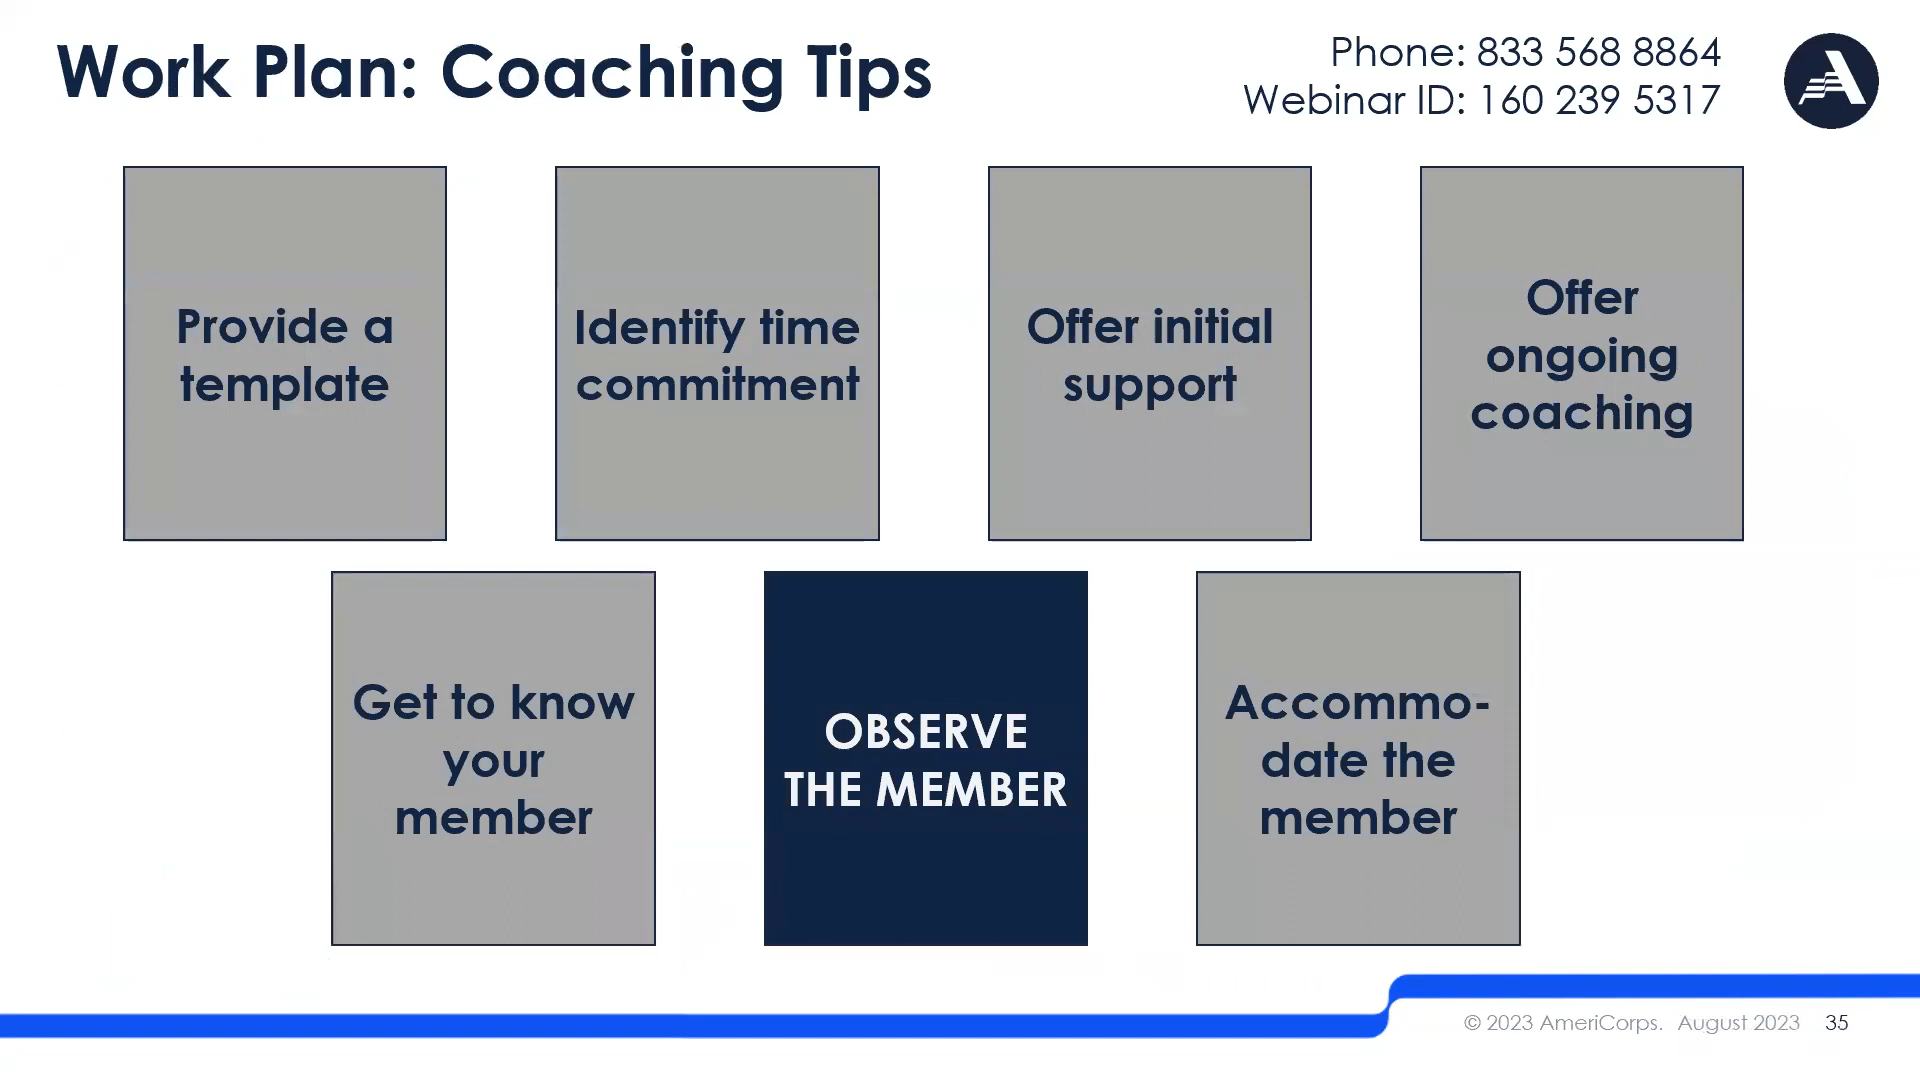 Work Plan: Coaching Tips
Phone: 833 568 8864
Webinar ID: 160 239 5317
Provide a
template
Identify time
commitment
Offer initial
support
Offer
ongoing
coaching
Get to know
your
member
OBSERVE
THE MEMBER
Accommo-
date the
member
© 2023 AmeriCorps. August 2023 35